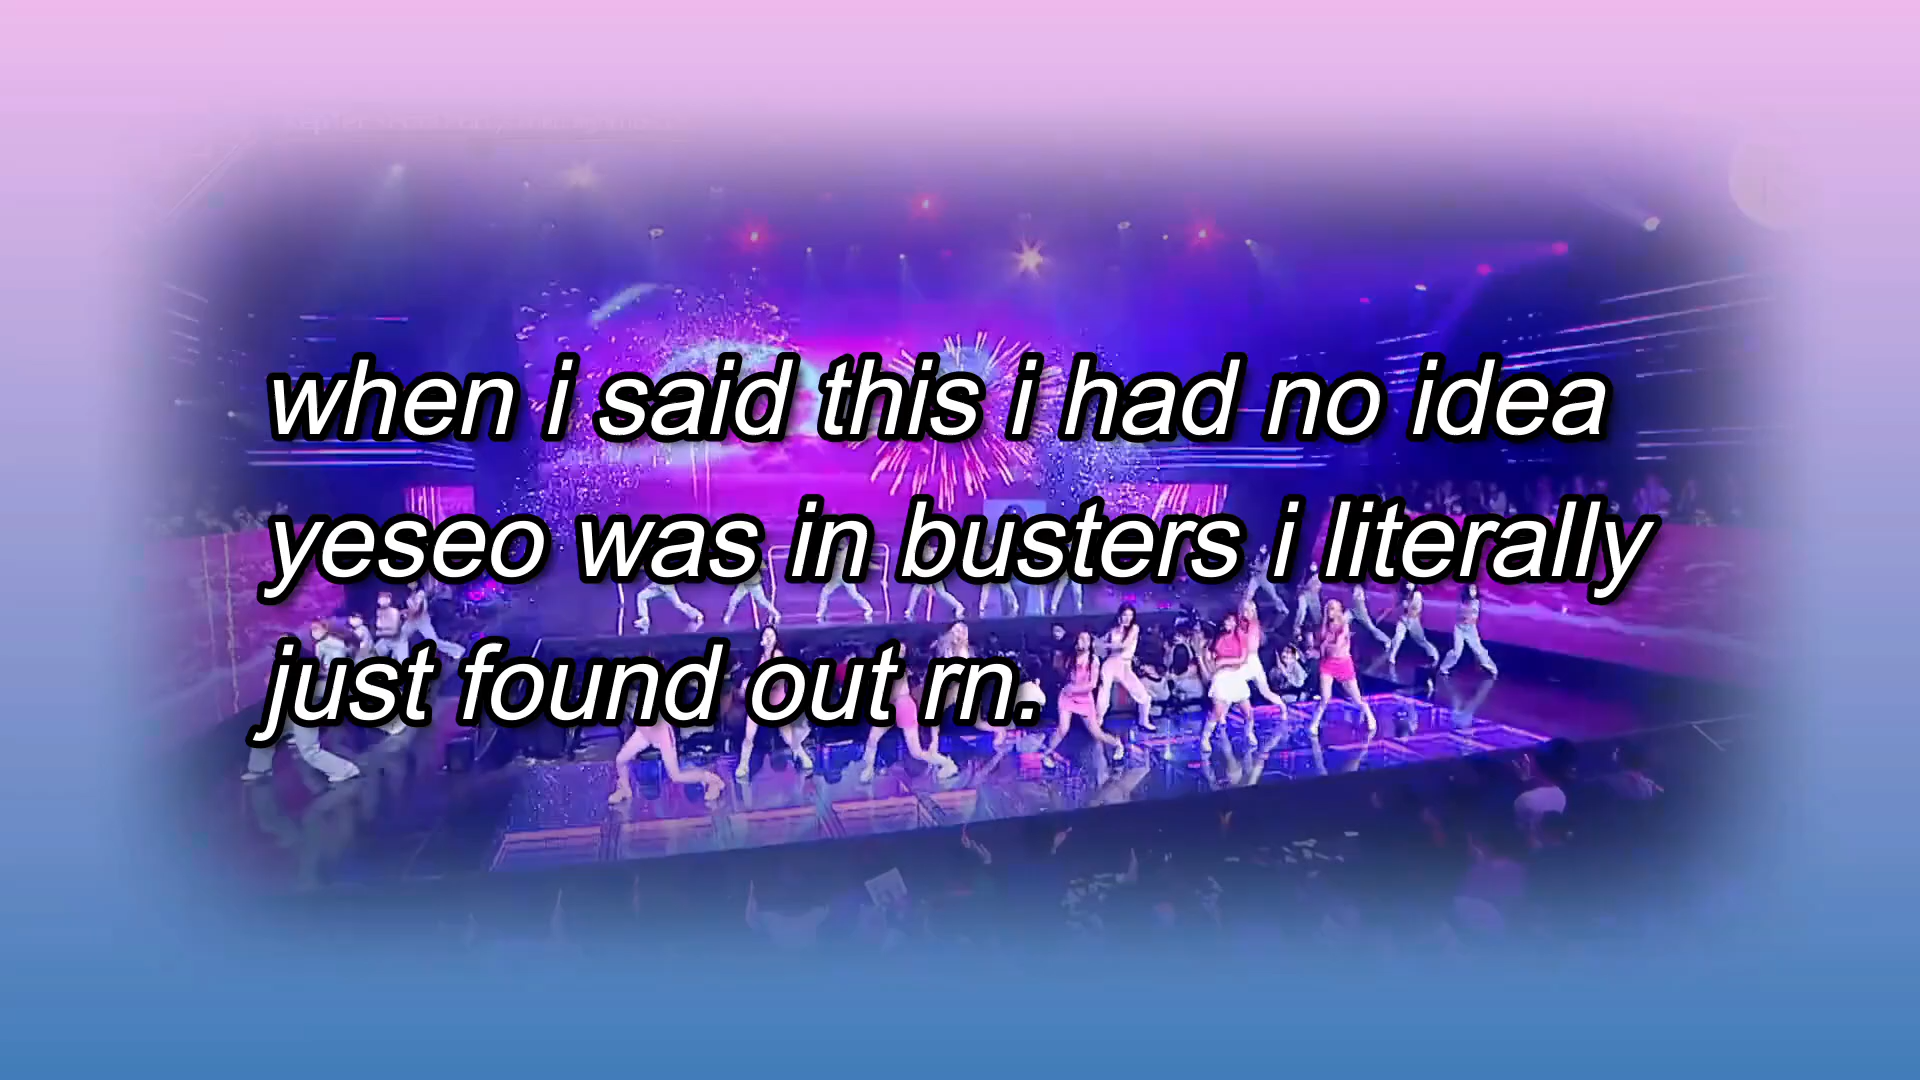 when i said this i had no idea
yeseo was in busters i literally
just found out rn.